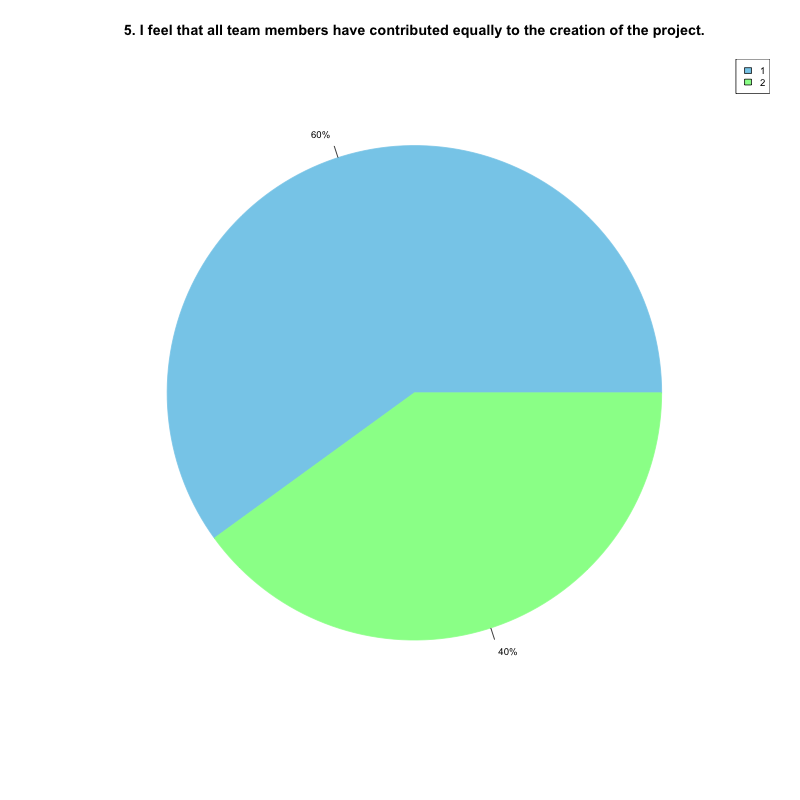 5. I feel that all team members have contributed equally to the creation of the project.
1
2
60%
40%